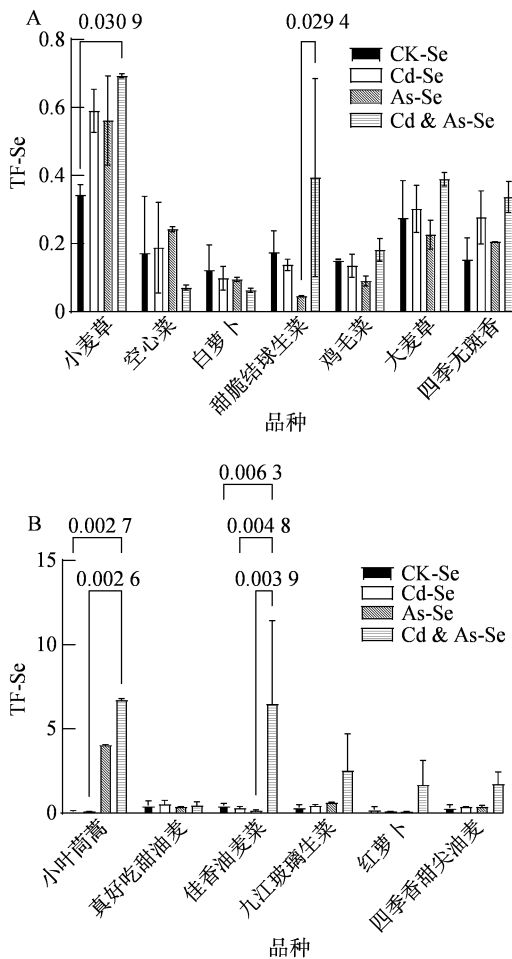 A
0.030 9
0.029 4
CK-Se
Cd-Se
As-Se
Cd & As-Se
TF-Se
0.8
0.6
0.4
0.2
0
小麦草
空心菜
白萝卜
甜脆结球生菜
鸡毛菜
大麦草
四季无斑香
品种
B
0.006 3
0.002 7
0.004 8
0.002 6
0.003 9
CK-Se
Cd-Se
As-Se
Cd & As-Se
TF-Se
15
10
5
0
小叶茼蒿
真好吃甜油麦
佳香油麦菜
九江玻璃生菜
红萝卜
四季香甜尖油麦
品种